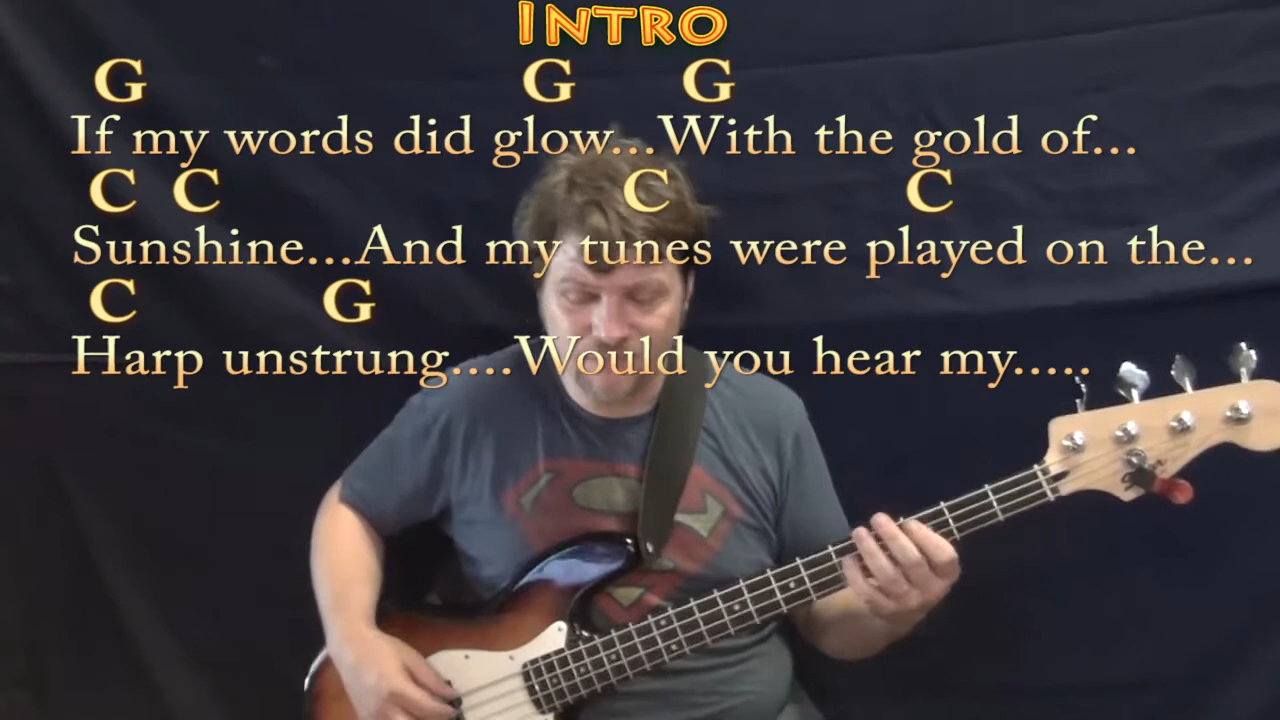 INTRO
G G G
If my words did glow...With the gold of...
C C C C
Sunshine...And my tunes were played on the...
C G
Harp unstrung....Would you hear my.....